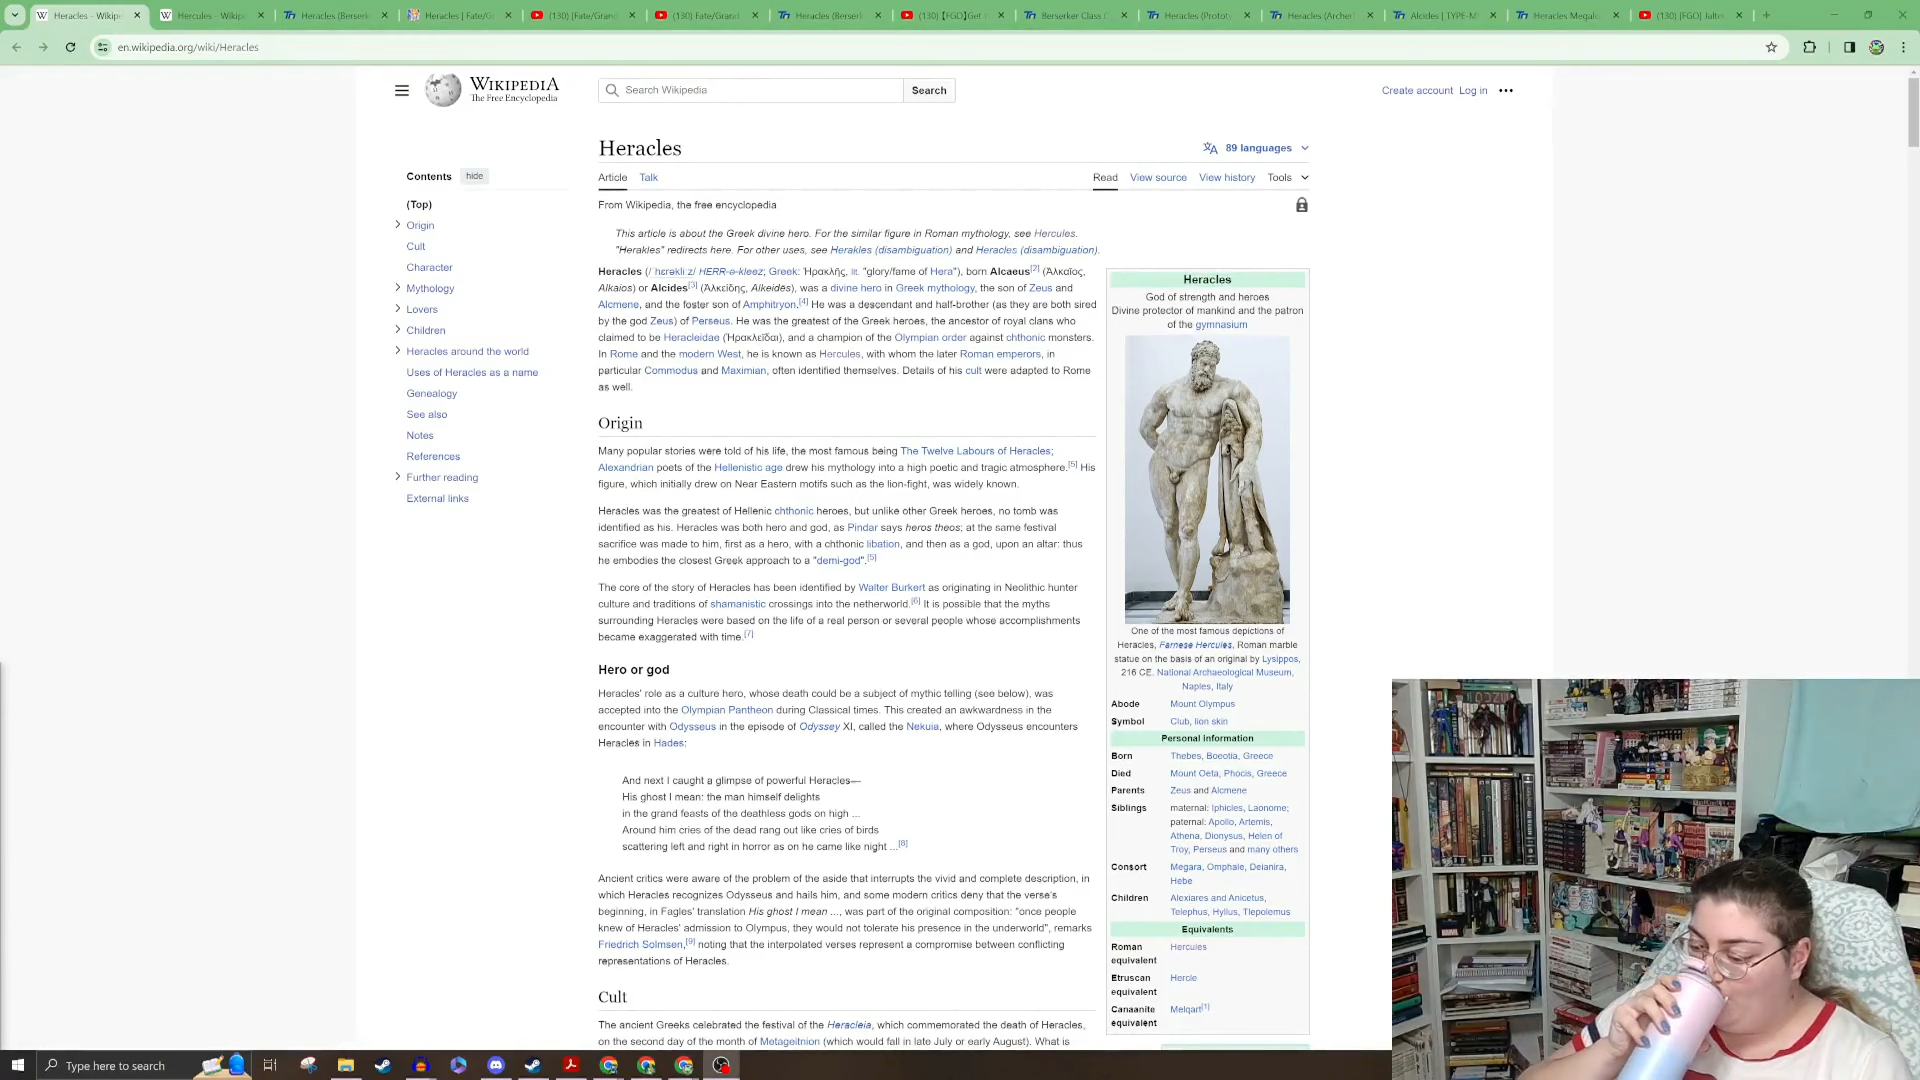 Heracles - Wikipe
Hercules - Wikip
Heracles (Berserk
Heracles | Fate/G
(130) [Fate/Grand
(130) Fate/Grand
Heracles (Berserk
(130) 【FGO】Get
Berserker Class
Heracles (Prototy
Heracles (Archer
Alcides | TYPE-M
Heracles Megalo
(130) [FGO] Jalte
en.wikipedia.org/wiki/Heracles
WIKIPEDIA
The Free Encyclopedia
Search Wikipedia
Search
Create account Log in
Heracles
89 languages
Article Talk
Read View source View history Tools
From Wikipedia, the free encyclopedia
Contents hide
(Top)
Origin
Cult
Character
Mythology
Lovers
Children
Heracles around the world
Uses of Heracles as a name
Genealogy
See also
Notes
References
Further reading
External links
This article is about the Greek divine hero. For the similar figure in Roman mythology, see Hercules.
"Herakles" redirects here. For other uses, see Herakles (disambiguation) and Heracles (disambiguation).
Heracles (/ˈhɛrəkliːz/ HERR-ə-kleez; Greek: Ἡρακλῆς, lit. "glory/fame of Hera"), born Alcaeus[2] (Ἀλκαῖος,
Alkaios) or Alcides[3] (Ἀλκείδης, Alkeidēs), was a divine hero in Greek mythology, the son of Zeus and
Alcmene, and the foster son of Amphitryon.[4] He was a descendant and half-brother (as they are both sired
by the god Zeus) of Perseus. He was the greatest of the Greek heroes, the ancestor of royal clans who
claimed to be Heracleidae (Ἡρακλεῖδαι), and a champion of the Olympian order against chthonic monsters.
In Rome and the modern West, he is known as Hercules, with whom the later Roman emperors, in
particular Commodus and Maximian, often identified themselves. Details of his cult were adapted to Rome
as well.
Origin
Many popular stories were told of his life, the most famous being The Twelve Labours of Heracles;
Alexandrian poets of the Hellenistic age drew his mythology into a high poetic and tragic atmosphere.[5] His
figure, which initially drew on Near Eastern motifs such as the lion-fight, was widely known.
Heracles was the greatest of Hellenic chthonic heroes, but unlike other Greek heroes, no tomb was
identified as his. Heracles was both hero and god, as Pindar says heros theos; at the same festival
sacrifice was made to him, first as a hero, with a chthonic libation, and then as a god, upon an altar: thus
he embodies the closest Greek approach to a "demi-god".[5]
The core of the story of Heracles has been identified by Walter Burkert as originating in Neolithic hunter
culture and traditions of shamanistic crossings into the netherworld.[6] It is possible that the myths
surrounding Heracles were based on the life of a real person or several people whose accomplishments
became exaggerated with time.[7]
Hero or god
Heracles' role as a culture hero, whose death could be a subject of mythic telling (see below), was
accepted into the Olympian Pantheon during Classical times. This created an awkwardness in the
encounter with Odysseus in the episode of Odyssey XI, called the Nekuia, where Odysseus encounters
Heracles in Hades:
And next I caught a glimpse of powerful Heracles—
His ghost I mean: the man himself delights
in the grand feasts of the deathless gods on high ...
Around him cries of the dead rang out like cries of birds
scattering left and right in horror as on he came like night ...[8]
Ancient critics were aware of the problem of the aside that interrupts the vivid and complete description, in
which Heracles recognizes Odysseus and hails him, and some modern critics deny that the verse's
beginning, in Fagles' translation His ghost I mean ..., was part of the original composition: "once people
knew of Heracles' admission to Olympus, they would not tolerate his presence in the underworld", remarks
Friedrich Solmsen,[9] noting that the interpolated verses represent a compromise between conflicting
representations of Heracles.
Cult
The ancient Greeks celebrated the festival of the Heracleia, which commemorated the death of Heracles,
on the second day of the month of Metageitnion (which would fall in late July or early August). What is
Heracles
God of strength and heroes
Divine protector of mankind and the patron
of the gymnasium
One of the most famous depictions of
Heracles, Farnese Hercules, Roman marble
statue on the basis of an original by Lysippos,
216 CE. National Archaeological Museum,
Naples, Italy
Abode Mount Olympus
Symbol Club, lion skin
Personal information
Born Thebes, Boeotia, Greece
Died Mount Oeta, Phocis, Greece
Parents Zeus and Alcmene
Siblings maternal: Iphicles, Laonome;
paternal: Apollo, Artemis,
Athena, Dionysus, Helen of
Troy, Perseus and many others
Consort Megara, Omphale, Deianira,
Hebe
Children Alexiares and Anicetus,
Telephus, Hyllus, Tlepolemus
Equivalents
Roman Hercules
equivalent
Etruscan Hercle
equivalent
Canaanite Melqart[1]
equivalent
Type here to search